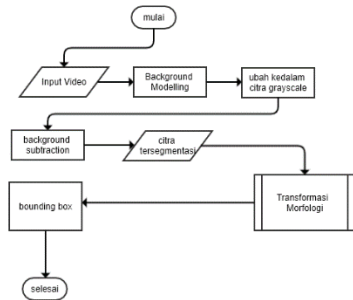 mulai
Input Video
Background
Modelling
ubah kedalam
citra grayscale
background
subtraction
citra
tersegmentasi
Transformasi
Morfologi
bounding box
selesai